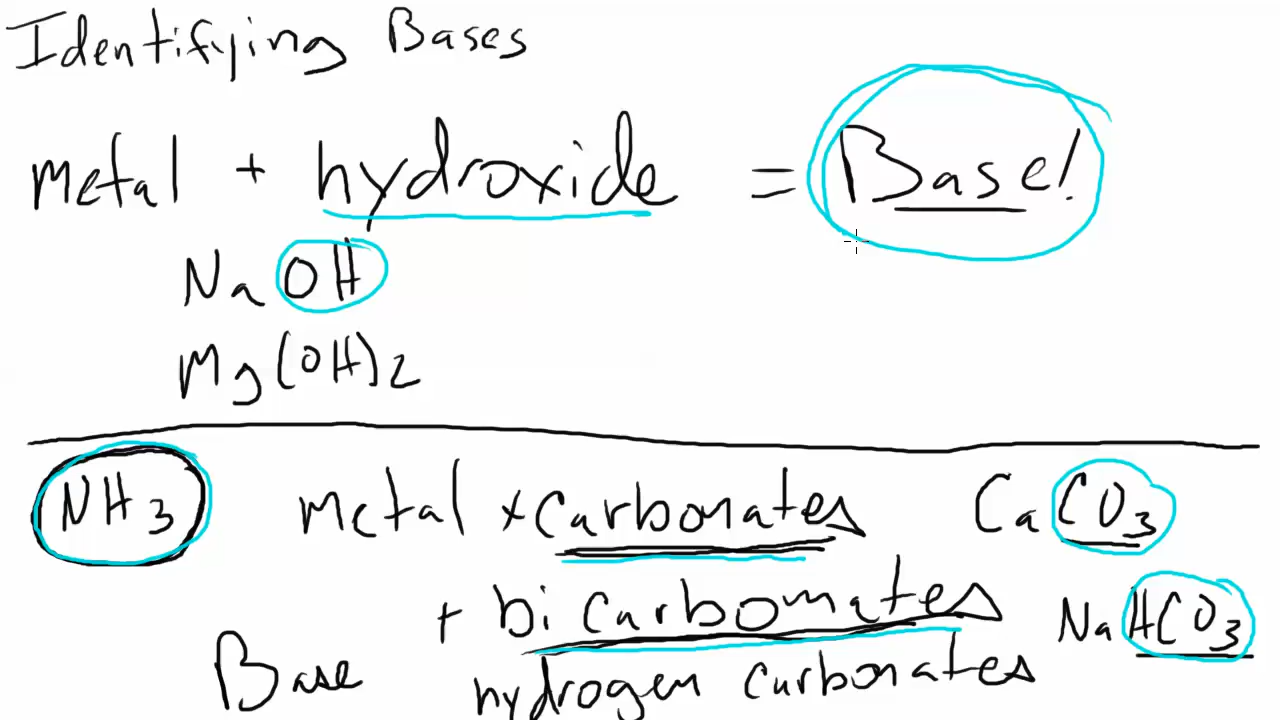 Identifying Bases
metal + hydroxide = Base!
NaOH
Mg(OH)2
NH3 metal + carbonates CaCO3
+ bicarbonates NaHCO3
Base hydrogen carbonates